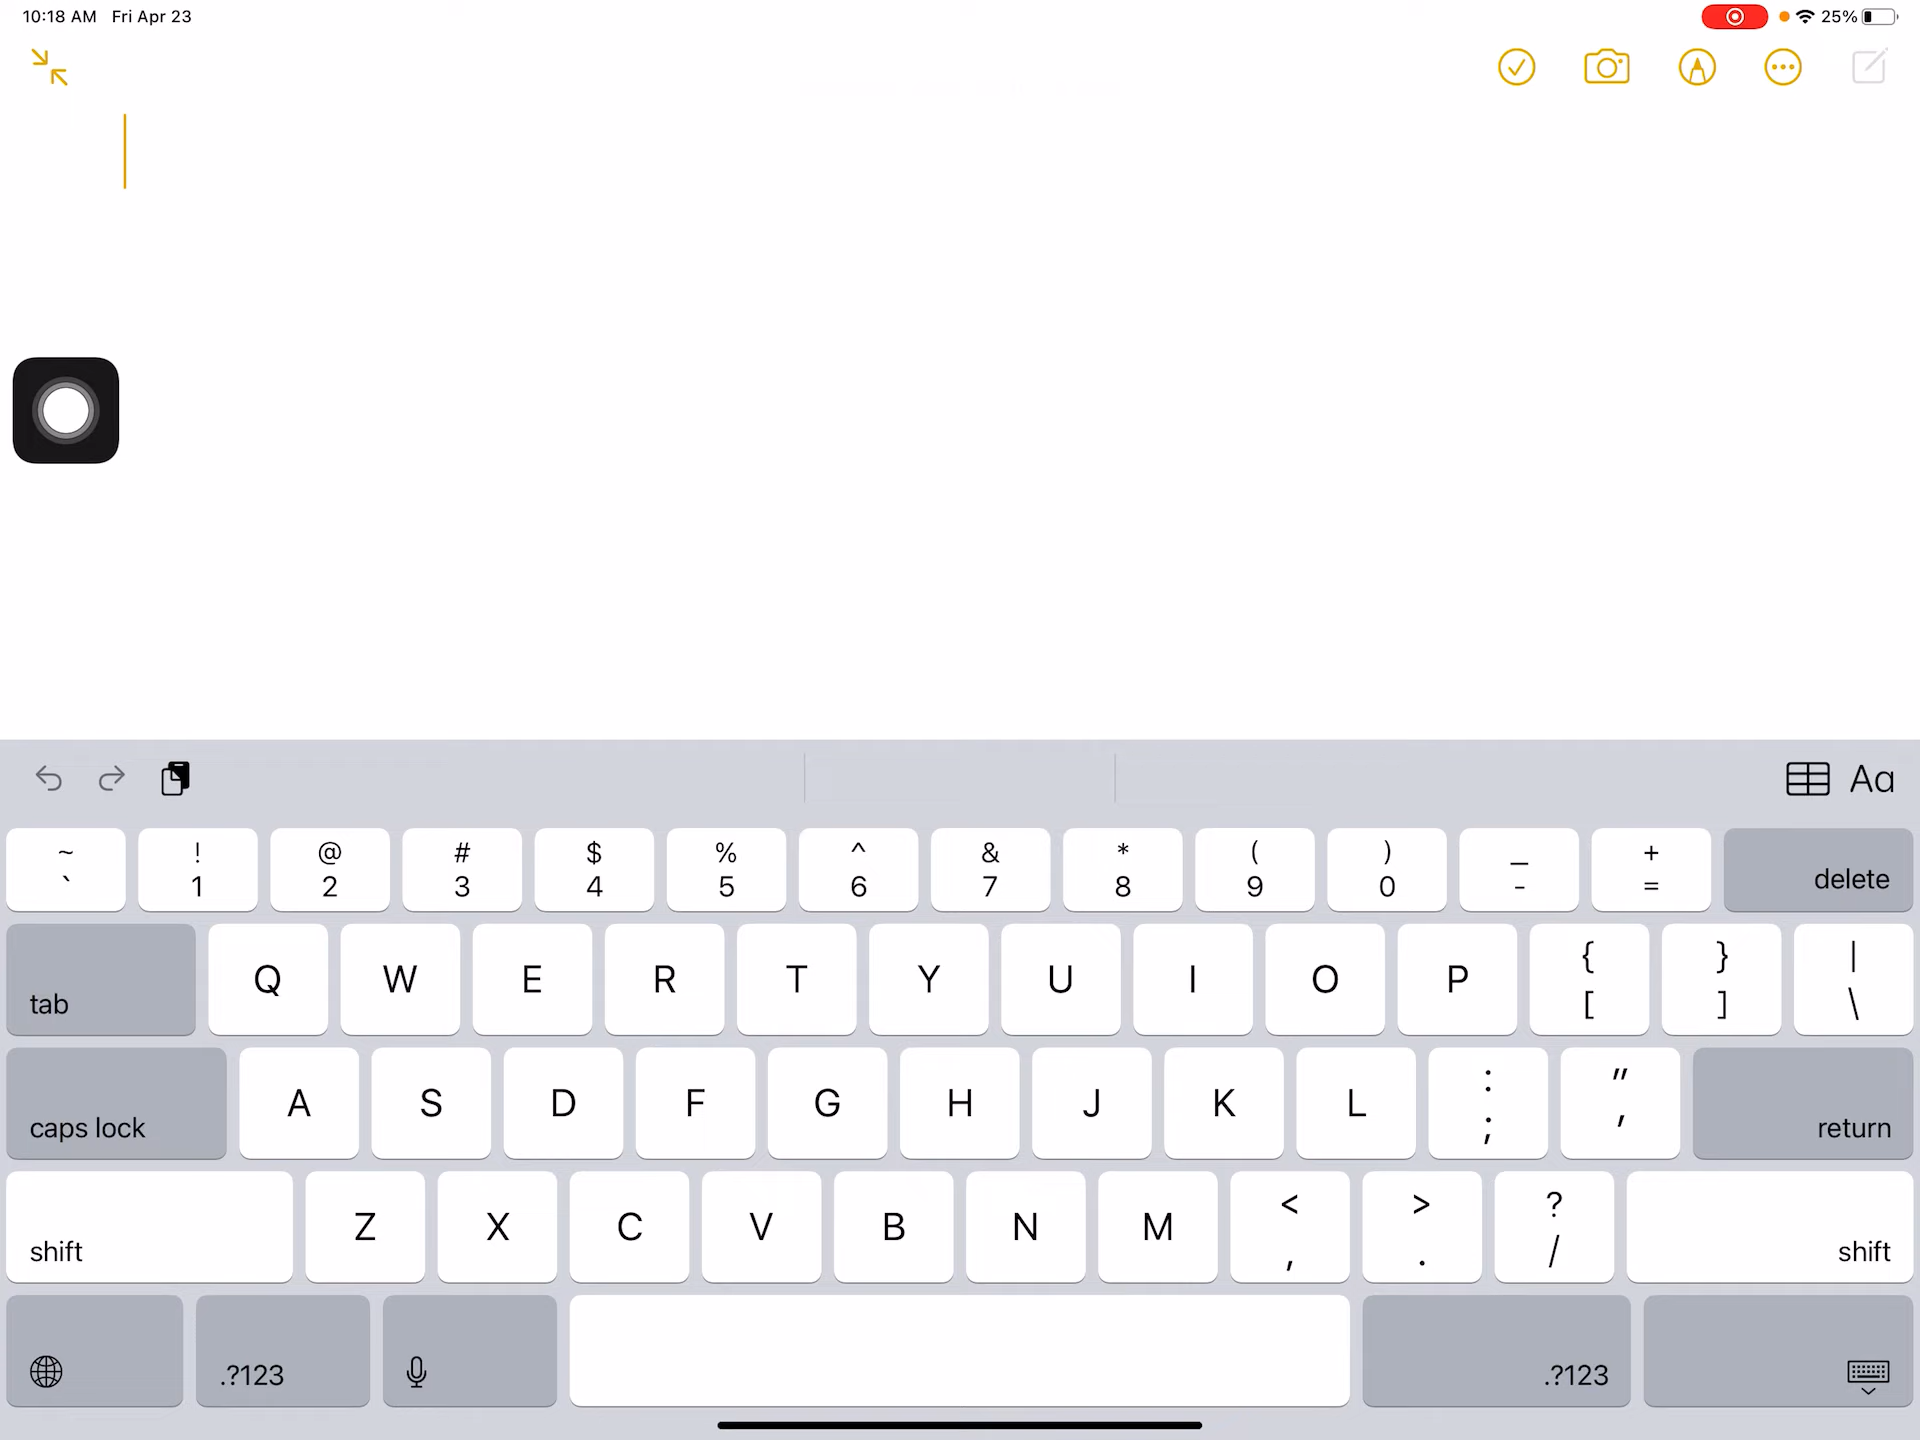 10:18 AM Fri Apr 23 25%
Aa
~ ! @ # $ % ^ & * ( ) _ +
` 1 2 3 4 5 6 7 8 9 0 - = delete
tab Q W E R T Y U I O P { [ } ] | \
caps lock A S D F G H J K L : ; " ' return
shift Z X C V B N M < , > . ? / shift
.?123 .?123